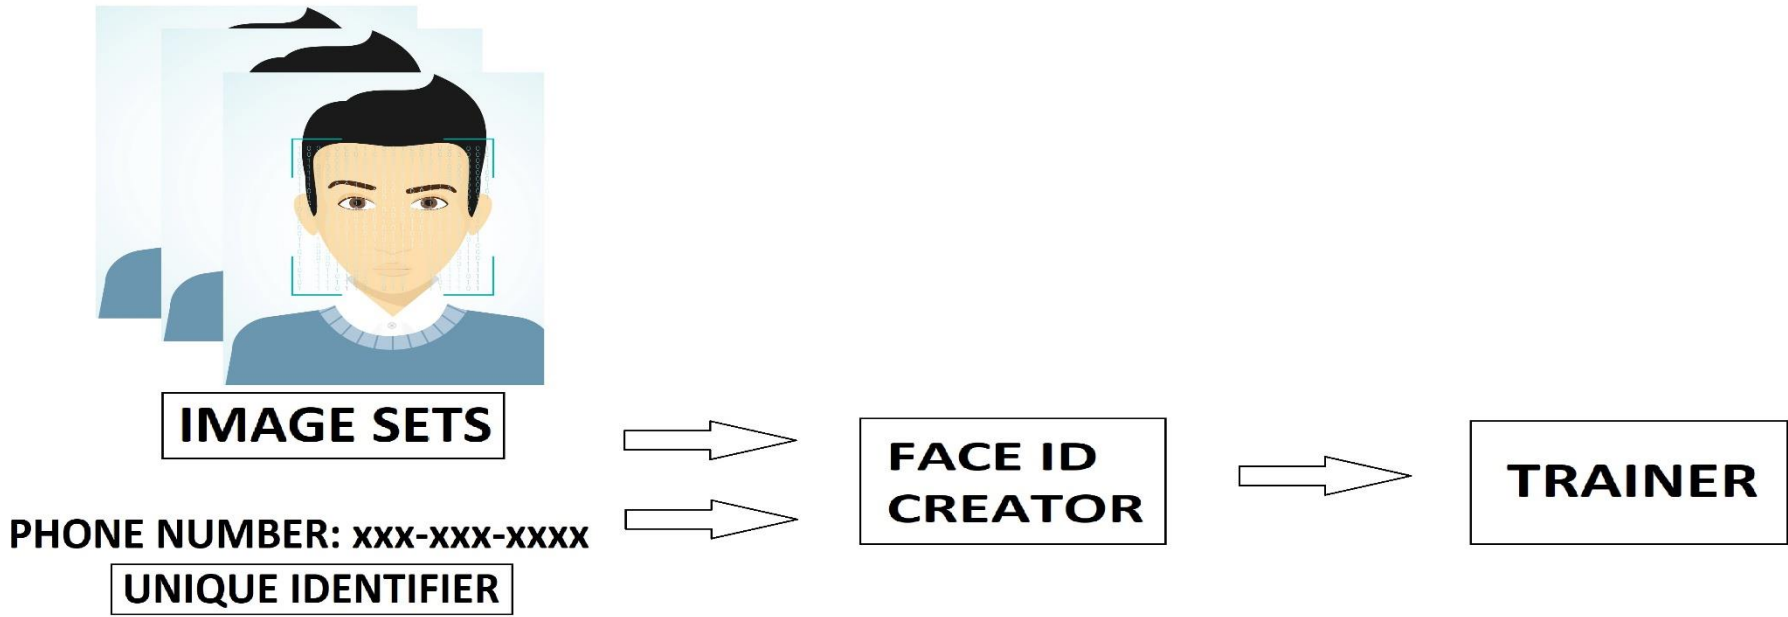 IMAGE SETS
PHONE NUMBER: xxx-xxx-xxxx
UNIQUE IDENTIFIER
FACE ID
CREATOR
TRAINER